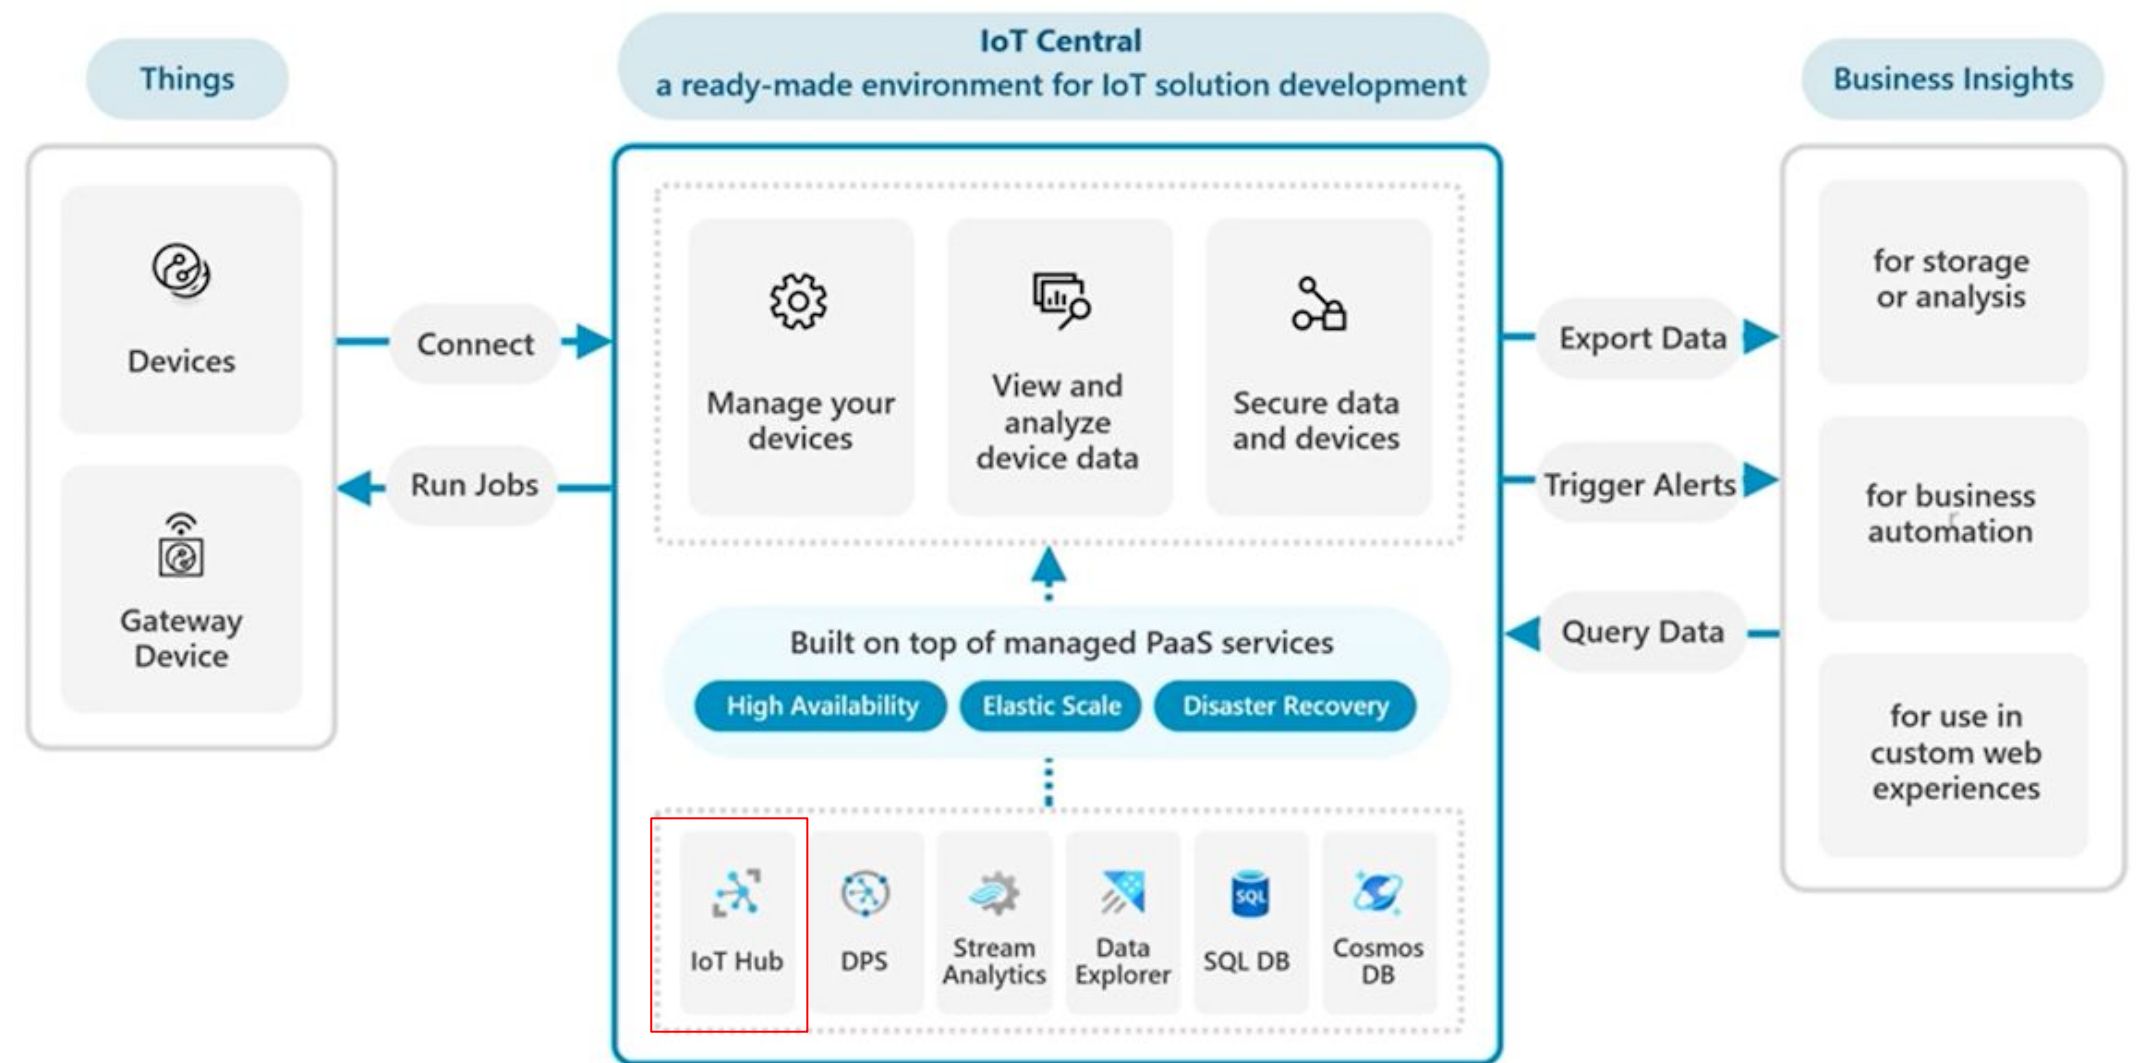 Things
IoT Central
a ready-made environment for IoT solution development
Business Insights
Devices
Gateway
Device
Connect
Run Jobs
Manage your
devices
View and
analyze
device data
Secure data
and devices
Built on top of managed PaaS services
High Availability
Elastic Scale
Disaster Recovery
IoT Hub
DPS
Stream
Analytics
Data
Explorer
SQL
SQL DB
Cosmos
DB
Export Data
Trigger Alerts
Query Data
for storage
or analysis
for business
automation
for use in
custom web
experiences